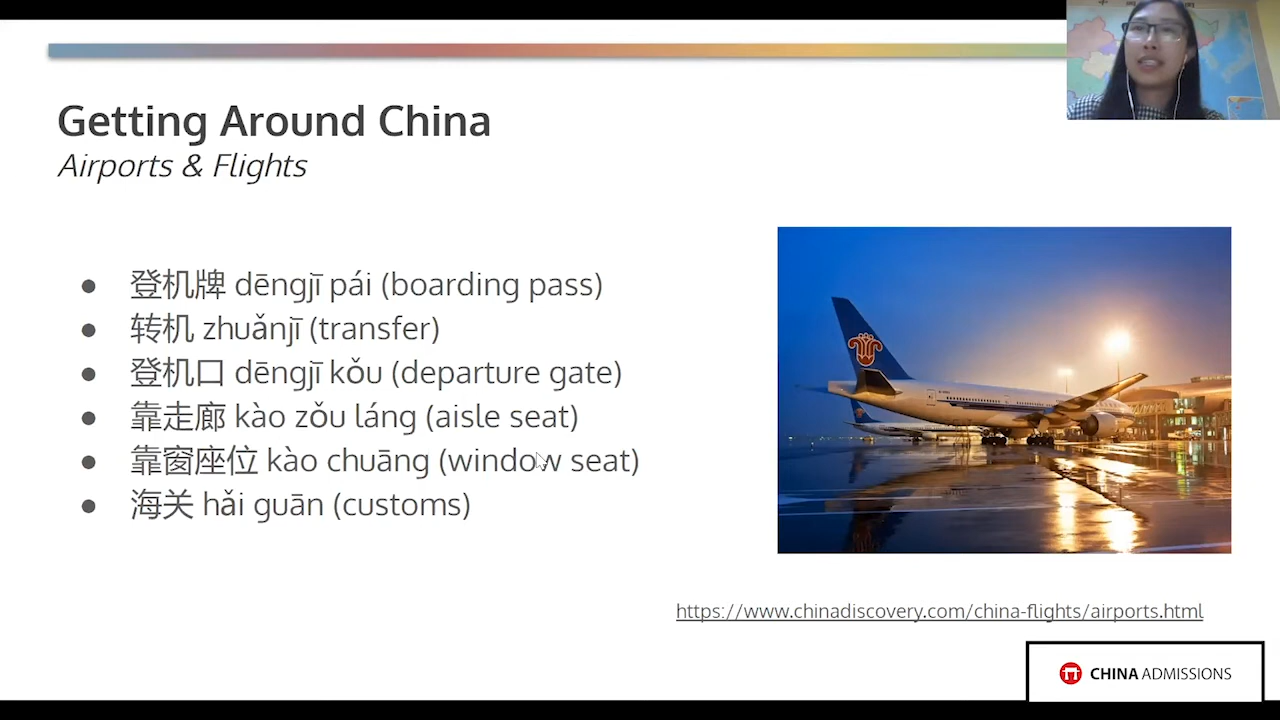 Getting Around China
Airports & Flights
● 登机牌 dēngjī pái (boarding pass)
● 转机 zhuǎnjī (transfer)
● 登机口 dēngjī kǒu (departure gate)
● 靠走廊 kào zǒu láng (aisle seat)
● 靠窗座位 kào chuāng (window seat)
● 海关 hǎi guān (customs)
https://www.chinadiscovery.com/china-flights/airports.html
CHINA ADMISSIONS